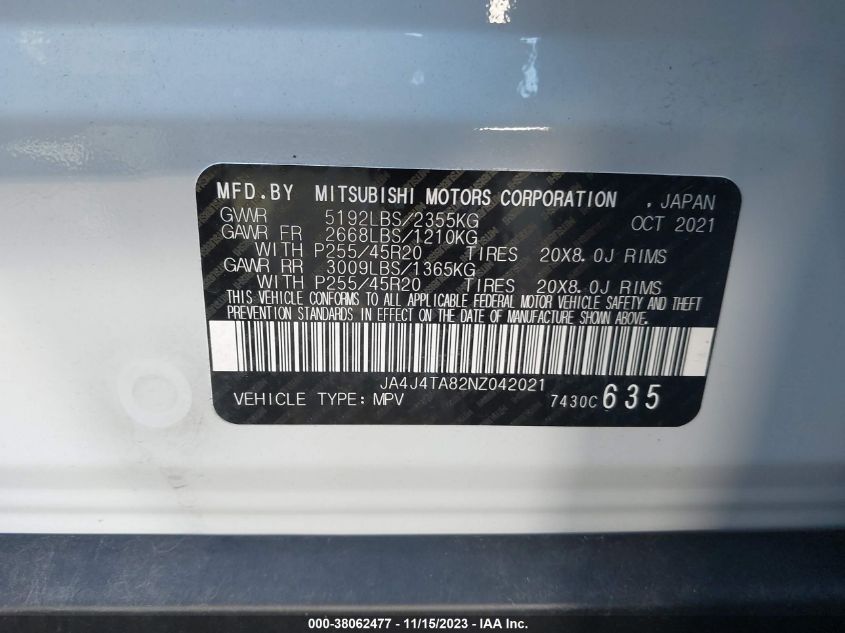 MFD.BY MITSUBISHI MOTORS CORPORATION , JAPAN
GWWR 5192LBS/2355KG OCT 2021
GAWR FR 2668LBS/1210KG
WITH P255/45R20 TIRES 20X8.0J RIMS
GAWR RR 3009LBS/1365KG
WITH P255/45R20 TIRES 20X8.0J RIMS
THIS VEHICLE CONFORMS TO ALL APPLICABLE FEDERAL MOTOR VEHICLE SAFETY AND THEFT
PREVENTION STANDARDS IN EFFECT ON THE DATE OF MANUFACTURE SHOWN ABOVE.
JA4J4TA82NZ042021
VEHICLE TYPE: MPV 7430C 635
000-38062477 - 11/15/2023 - IAA Inc.